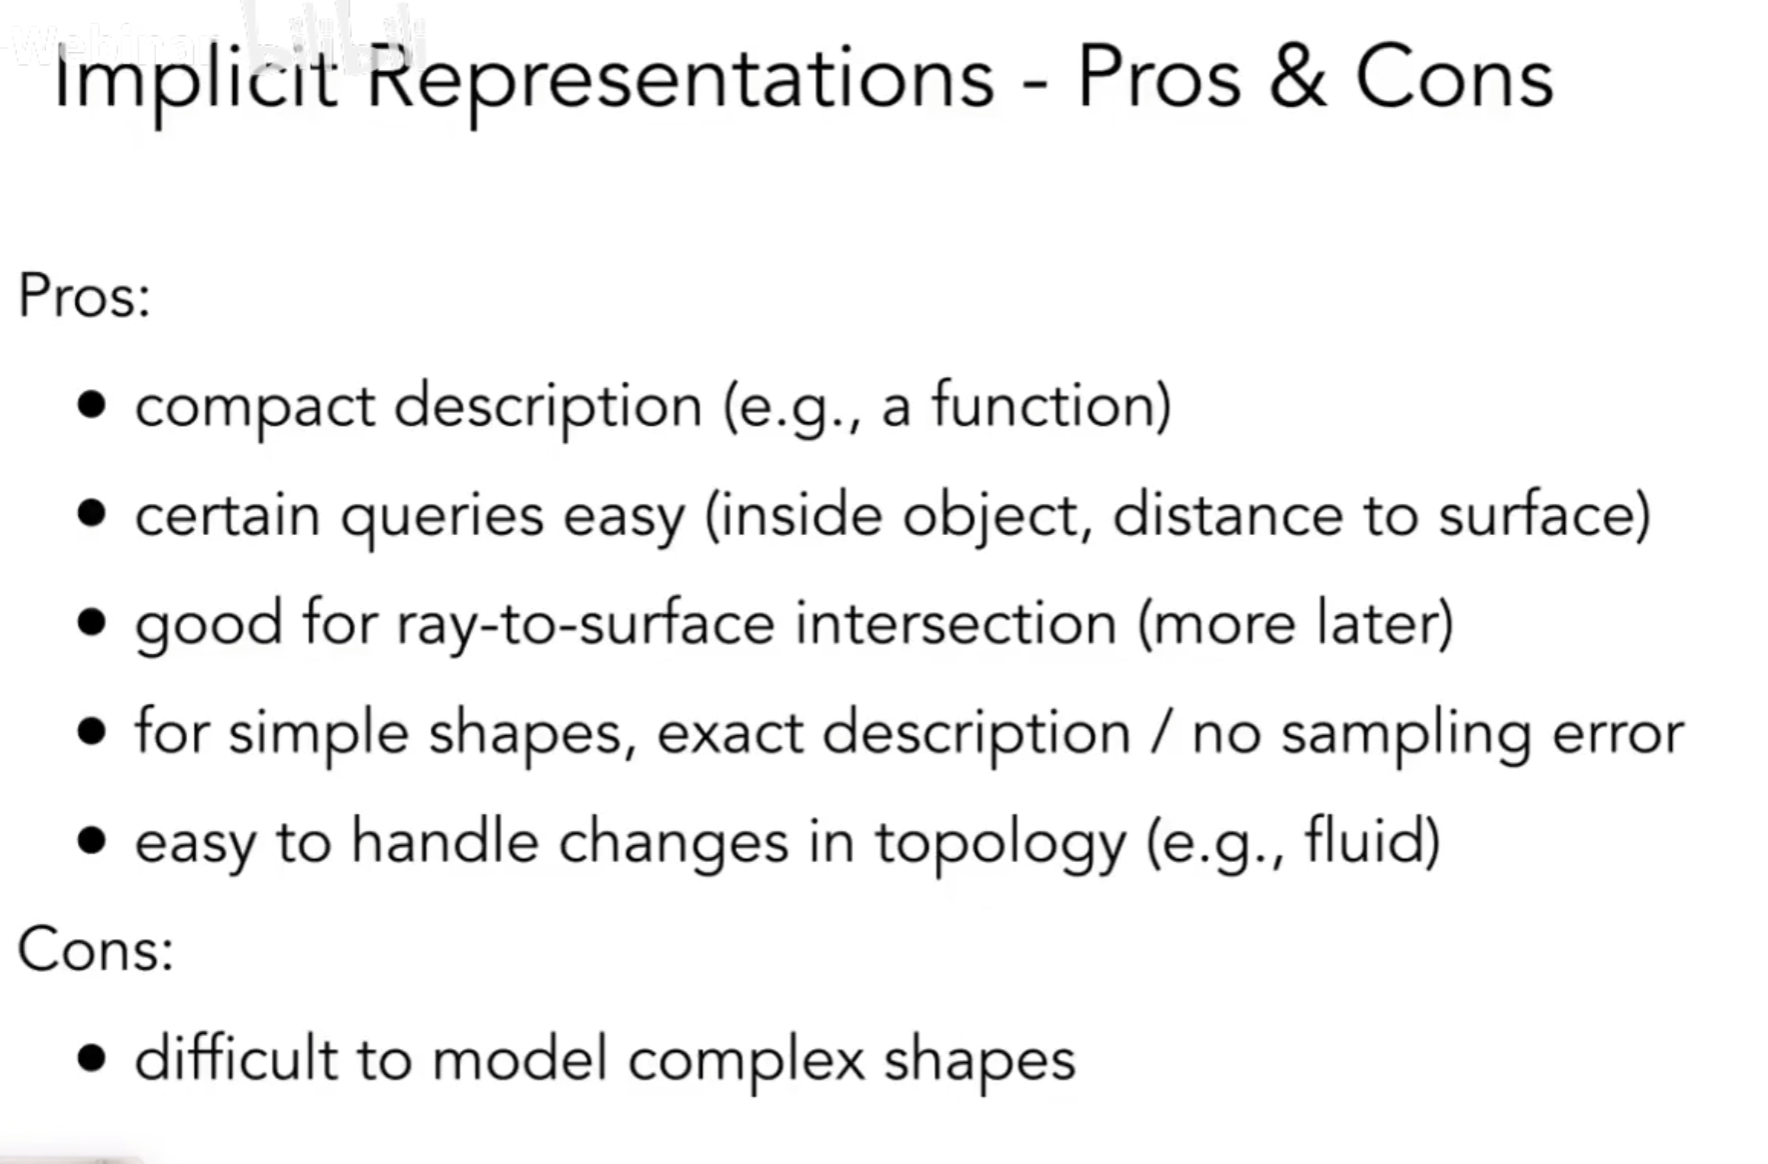 Webinar bilibili
Implicit Representations - Pros & Cons
Pros:
● compact description (e.g., a function)
● certain queries easy (inside object, distance to surface)
● good for ray-to-surface intersection (more later)
● for simple shapes, exact description / no sampling error
● easy to handle changes in topology (e.g., fluid)
Cons:
● difficult to model complex shapes